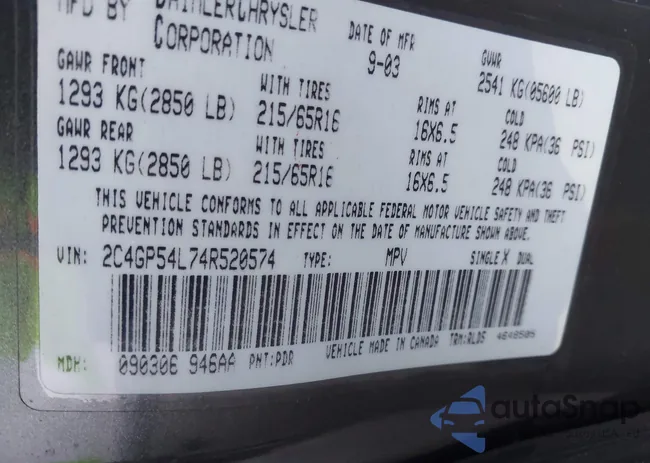 MFD BY DAIMLERCHRYSLER CORPORATION
DATE OF MFR 9-03
GVWR 2541 KG(05600 LB)
GAWR FRONT WITH TIRES RIMS AT COLD
1293 KG(2850 LB) 215/65R16 16X6.5 248 KPA(36 PSI)
GAWR REAR WITH TIRES RIMS AT COLD
1293 KG(2850 LB) 215/65R16 16X6.5 248 KPA(36 PSI)
THIS VEHICLE CONFORMS TO ALL APPLICABLE FEDERAL MOTOR VEHICLE SAFETY AND THEFT
PREVENTION STANDARDS IN EFFECT ON THE DATE OF MANUFACTURE SHOWN ABOVE.
VIN: 2C4GP54L74R520574 TYPE: MPV SINGLE X DUAL
MDH: 090306 946AA PNT:PDR VEHICLE MADE IN CANADA TRM:RLD5 4648505
autoSnap